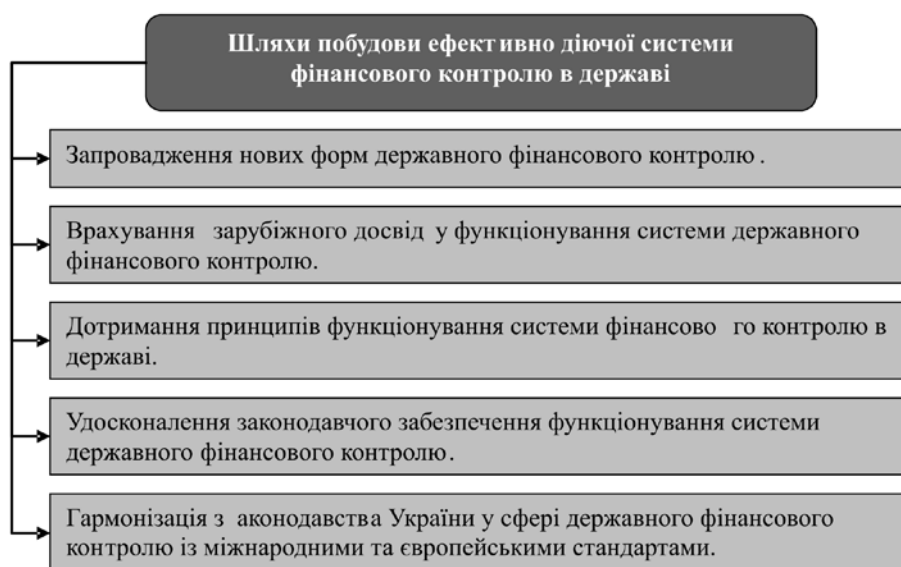 Шляхи побудови ефективно діючої системи
фінансового контролю в державі
Запровадження нових форм державного фінансового контролю .
Врахування зарубіжного досвід у функціонування системи державного
фінансового контролю.
Дотримання принципів функціонування системи фінансово го контролю в
державі.
Удосконалення законодавчого забезпечення функціонування системи
державного фінансового контролю.
Гармонізація з аконодавства України у сфері державного фінансового
контролю із міжнародними та європейськими стандартами.